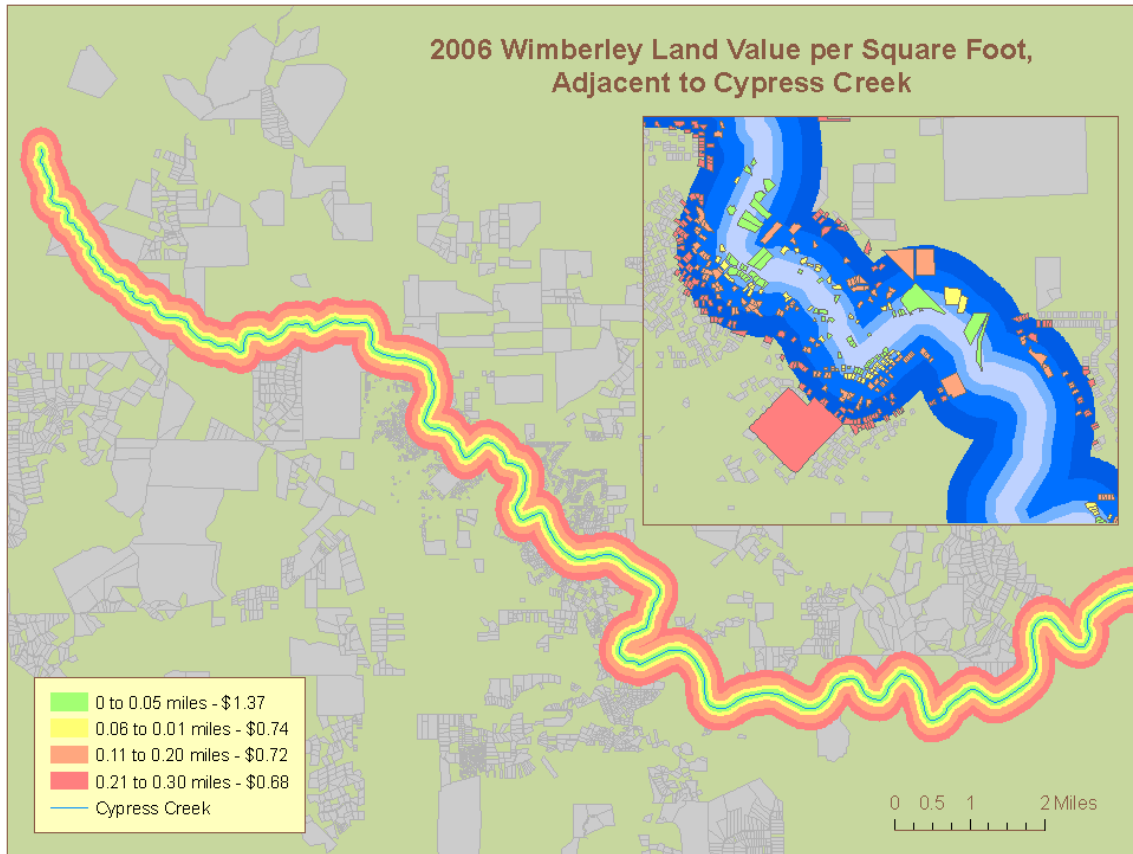 2006 Wimberley Land Value per Square Foot,
Adjacent to Cypress Creek
0 to 0.05 miles - $1.37
0.06 to 0.01 miles - $0.74
0.11 to 0.20 miles - $0.72
0.21 to 0.30 miles - $0.68
Cypress Creek
0 0.5 1 2 Miles